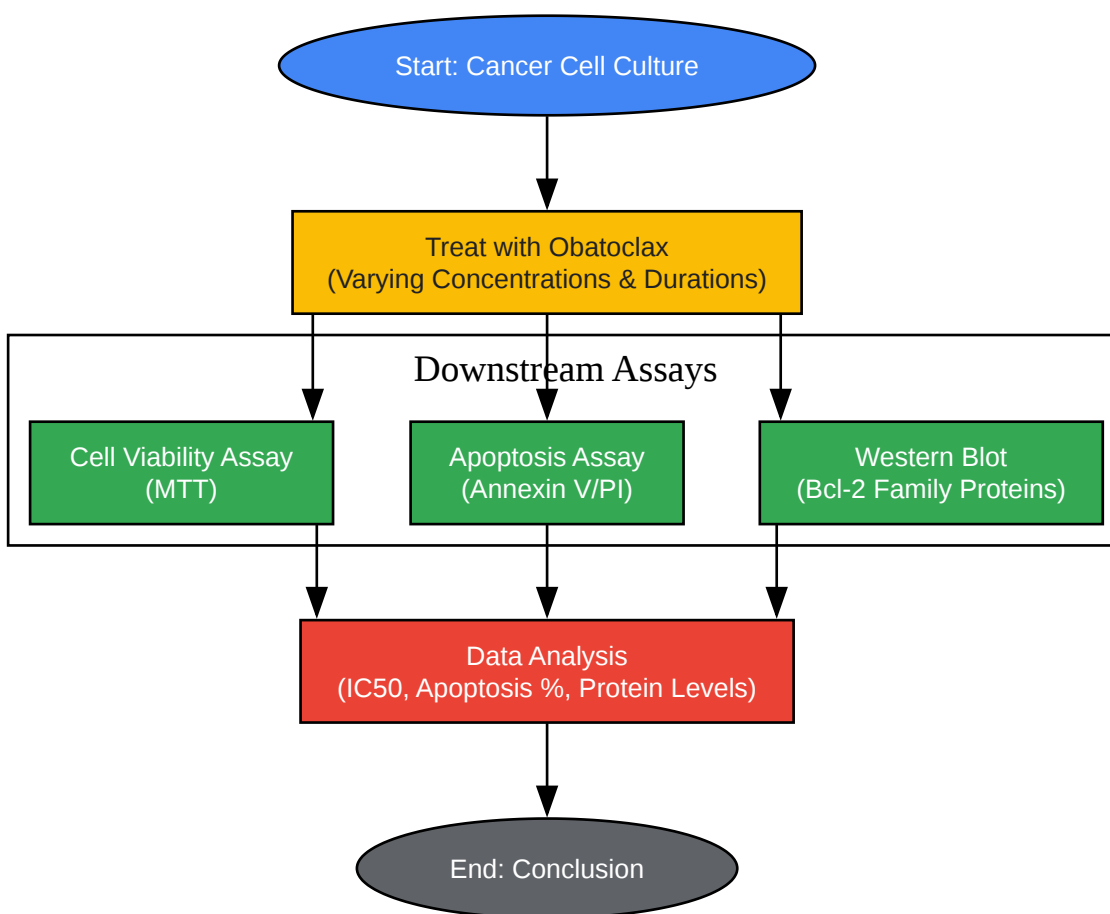 Start: Cancer Cell Culture
Treat with Obatoclax
(Varying Concentrations & Durations)
Downstream Assays
Cell Viability Assay
(MTT)
Apoptosis Assay
(Annexin V/PI)
Western Blot
(Bcl-2 Family Proteins)
Data Analysis
(IC50, Apoptosis %, Protein Levels)
End: Conclusion